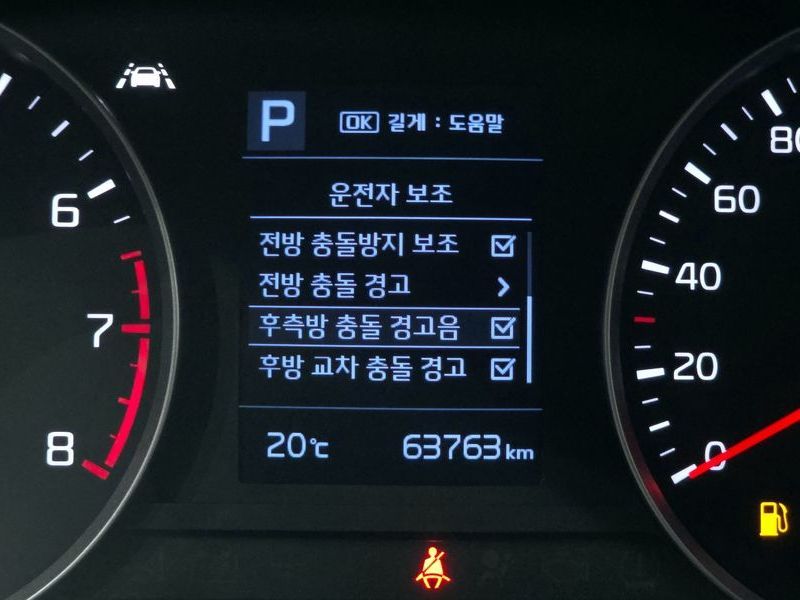 P
OK 길게 : 도움말
운전자 보조
전방 충돌방지 보조
전방 충돌 경고
후측방 충돌 경고음
후방 교차 충돌 경고
20℃ 63763km
6
7
8
80
60
40
20
0